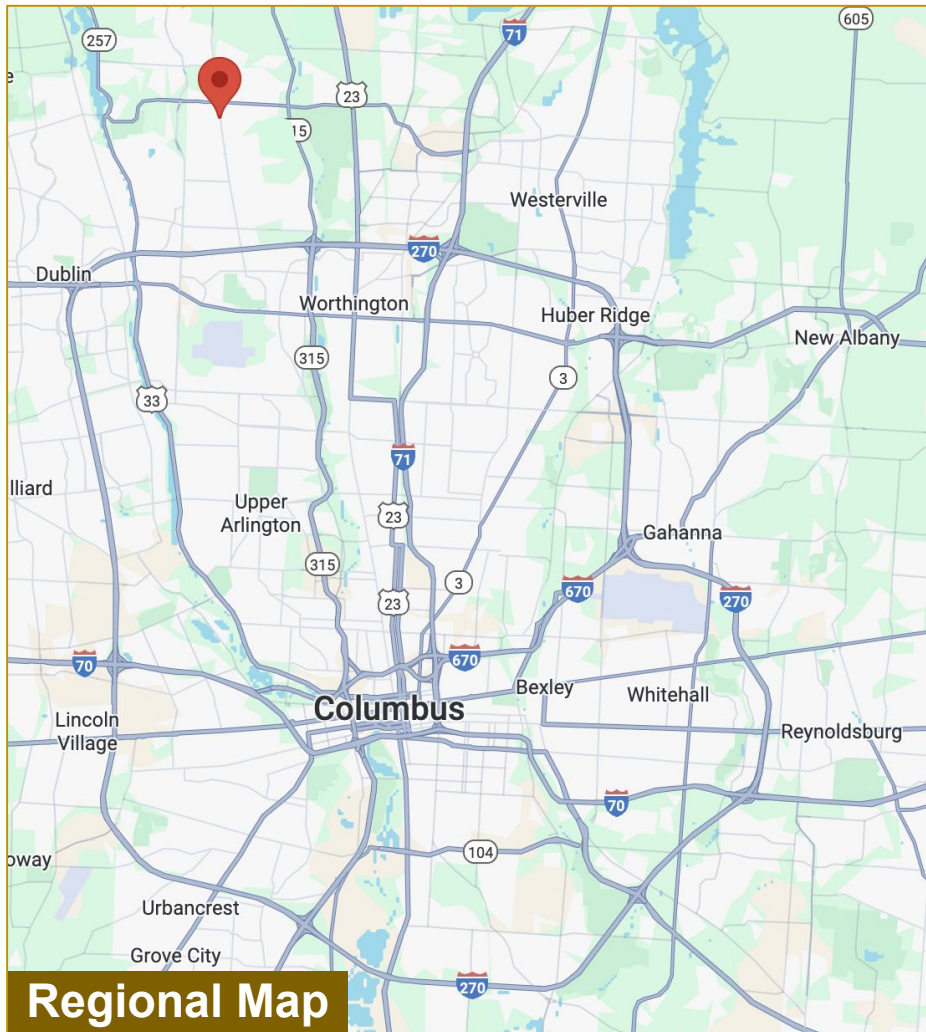 605
257
71
23
15
Westerville
270
Dublin
Worthington
Huber Ridge
New Albany
315
3
33
71
lliard
Upper
Arlington
23
Gahanna
315
3
670
23
270
670
70
Bexley
Whitehall
Columbus
Lincoln
Village
Reynoldsburg
70
104
oway
Urbancrest
Grove City
270
Regional Map